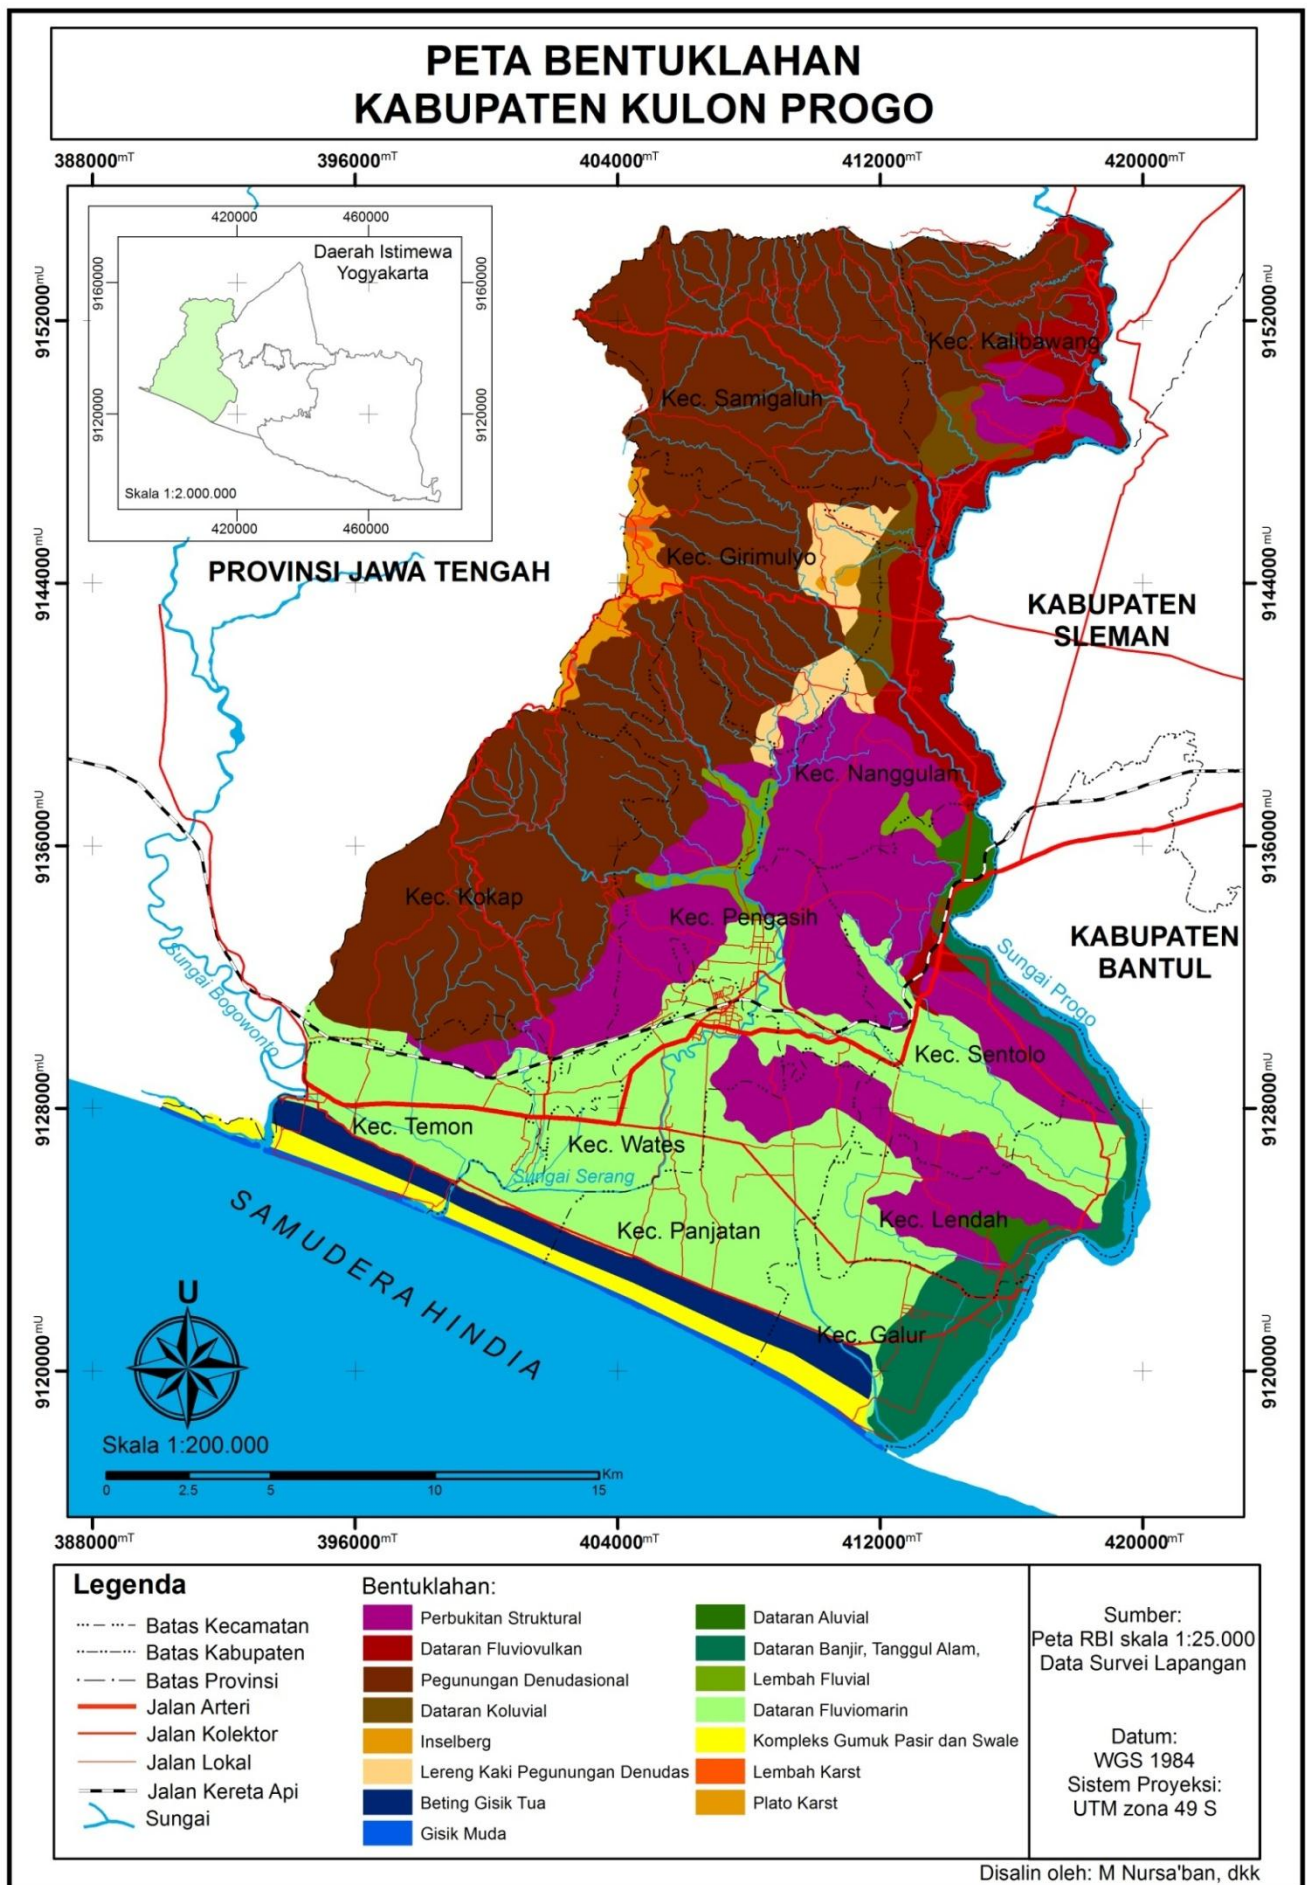 PETA BENTUKLAHAN
KABUPATEN KULON PROGO
388000mT 396000mT 404000mT 412000mT 420000mT
420000 460000
Daerah Istimewa
Yogyakarta
9160000 9160000
9120000 9120000
Skala 1:2.000.000
420000 460000
9152000mU 9152000mU
Kec. Kalibawang
Kec. Samigaluh
Kec. Girimulyo
PROVINSI JAWA TENGAH
9144000mU 9144000mU
KABUPATEN
SLEMAN
Kec. Nanggulan
9136000mU 9136000mU
Kec. Kokap
Kec. Pengasih
KABUPATEN
BANTUL
Sungai Progo
Sungai Bogowonto
Kec. Sentolo
9128000mU 9128000mU
Kec. Temon
Kec. Wates
Sungai Serang
Kec. Lendah
Kec. Panjatan
SAMUDERA HINDIA
U
Kec. Galur
9120000mU 9120000mU
Skala 1:200.000
Km
0 2.5 5 10 15
388000mT 396000mT 404000mT 412000mT 420000mT
Legenda
Batas Kecamatan
Batas Kabupaten
Batas Provinsi
Jalan Arteri
Jalan Kolektor
Jalan Lokal
Jalan Kereta Api
Sungai
Bentuklahan:
Perbukitan Struktural
Dataran Fluviovulkan
Pegunungan Denudasional
Dataran Koluvial
Inselberg
Lereng Kaki Pegunungan Denudas
Beting Gisik Tua
Gisik Muda
Dataran Aluvial
Dataran Banjir, Tanggul Alam,
Lembah Fluvial
Dataran Fluviomarin
Kompleks Gumuk Pasir dan Swale
Lembah Karst
Plato Karst
Sumber:
Peta RBI skala 1:25.000
Data Survei Lapangan
Datum:
WGS 1984
Sistem Proyeksi:
UTM zona 49 S
Disalin oleh: M Nursa'ban, dkk